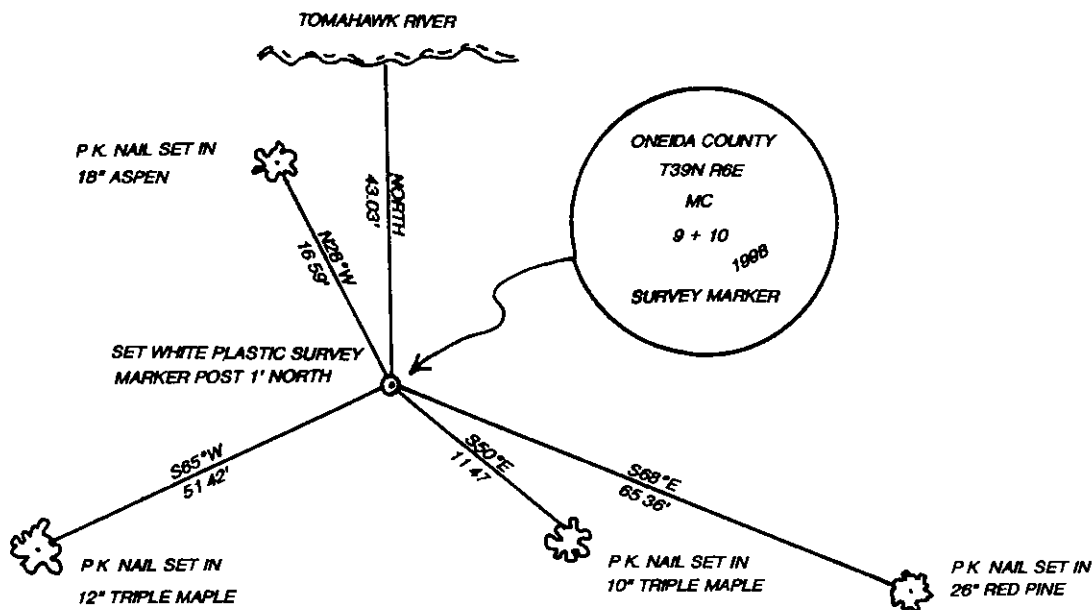 TOMAHAWK RIVER
P K. NAIL SET IN
18" ASPEN
NORTH
43.03'
N28°W
16 59'
ONEIDA COUNTY
T39N R6E
MC
9 + 10
1998
SURVEY MARKER
SET WHITE PLASTIC SURVEY
MARKER POST 1' NORTH
S65°W
51 42'
S50°E
11 47
S68°E
65 36'
P K NAIL SET IN
12" TRIPLE MAPLE
P K. NAIL SET IN
10" TRIPLE MAPLE
P K NAIL SET IN
26" RED PINE